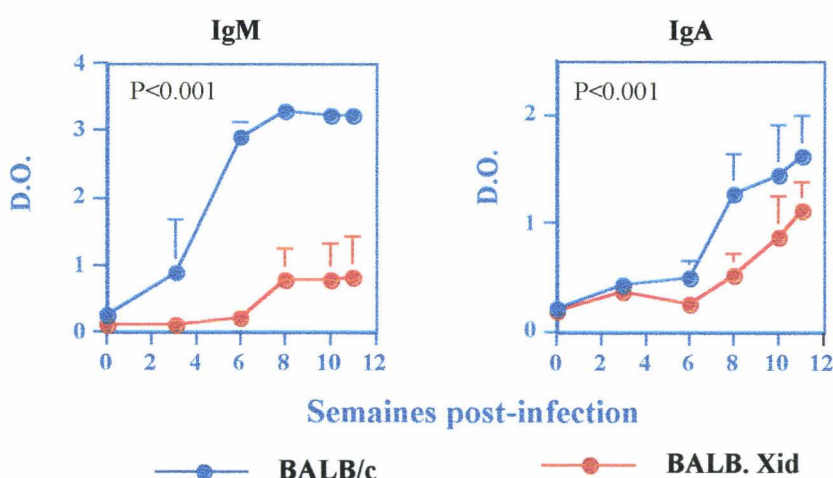 IgM
IgA
4
3
2
1
0
D.O.
P<0.001
0 2 4 6 8 10 12
2
1
0
D.O.
P<0.001
0 2 4 6 8 10 12
Semaines post-infection
BALB/c
BALB. Xid